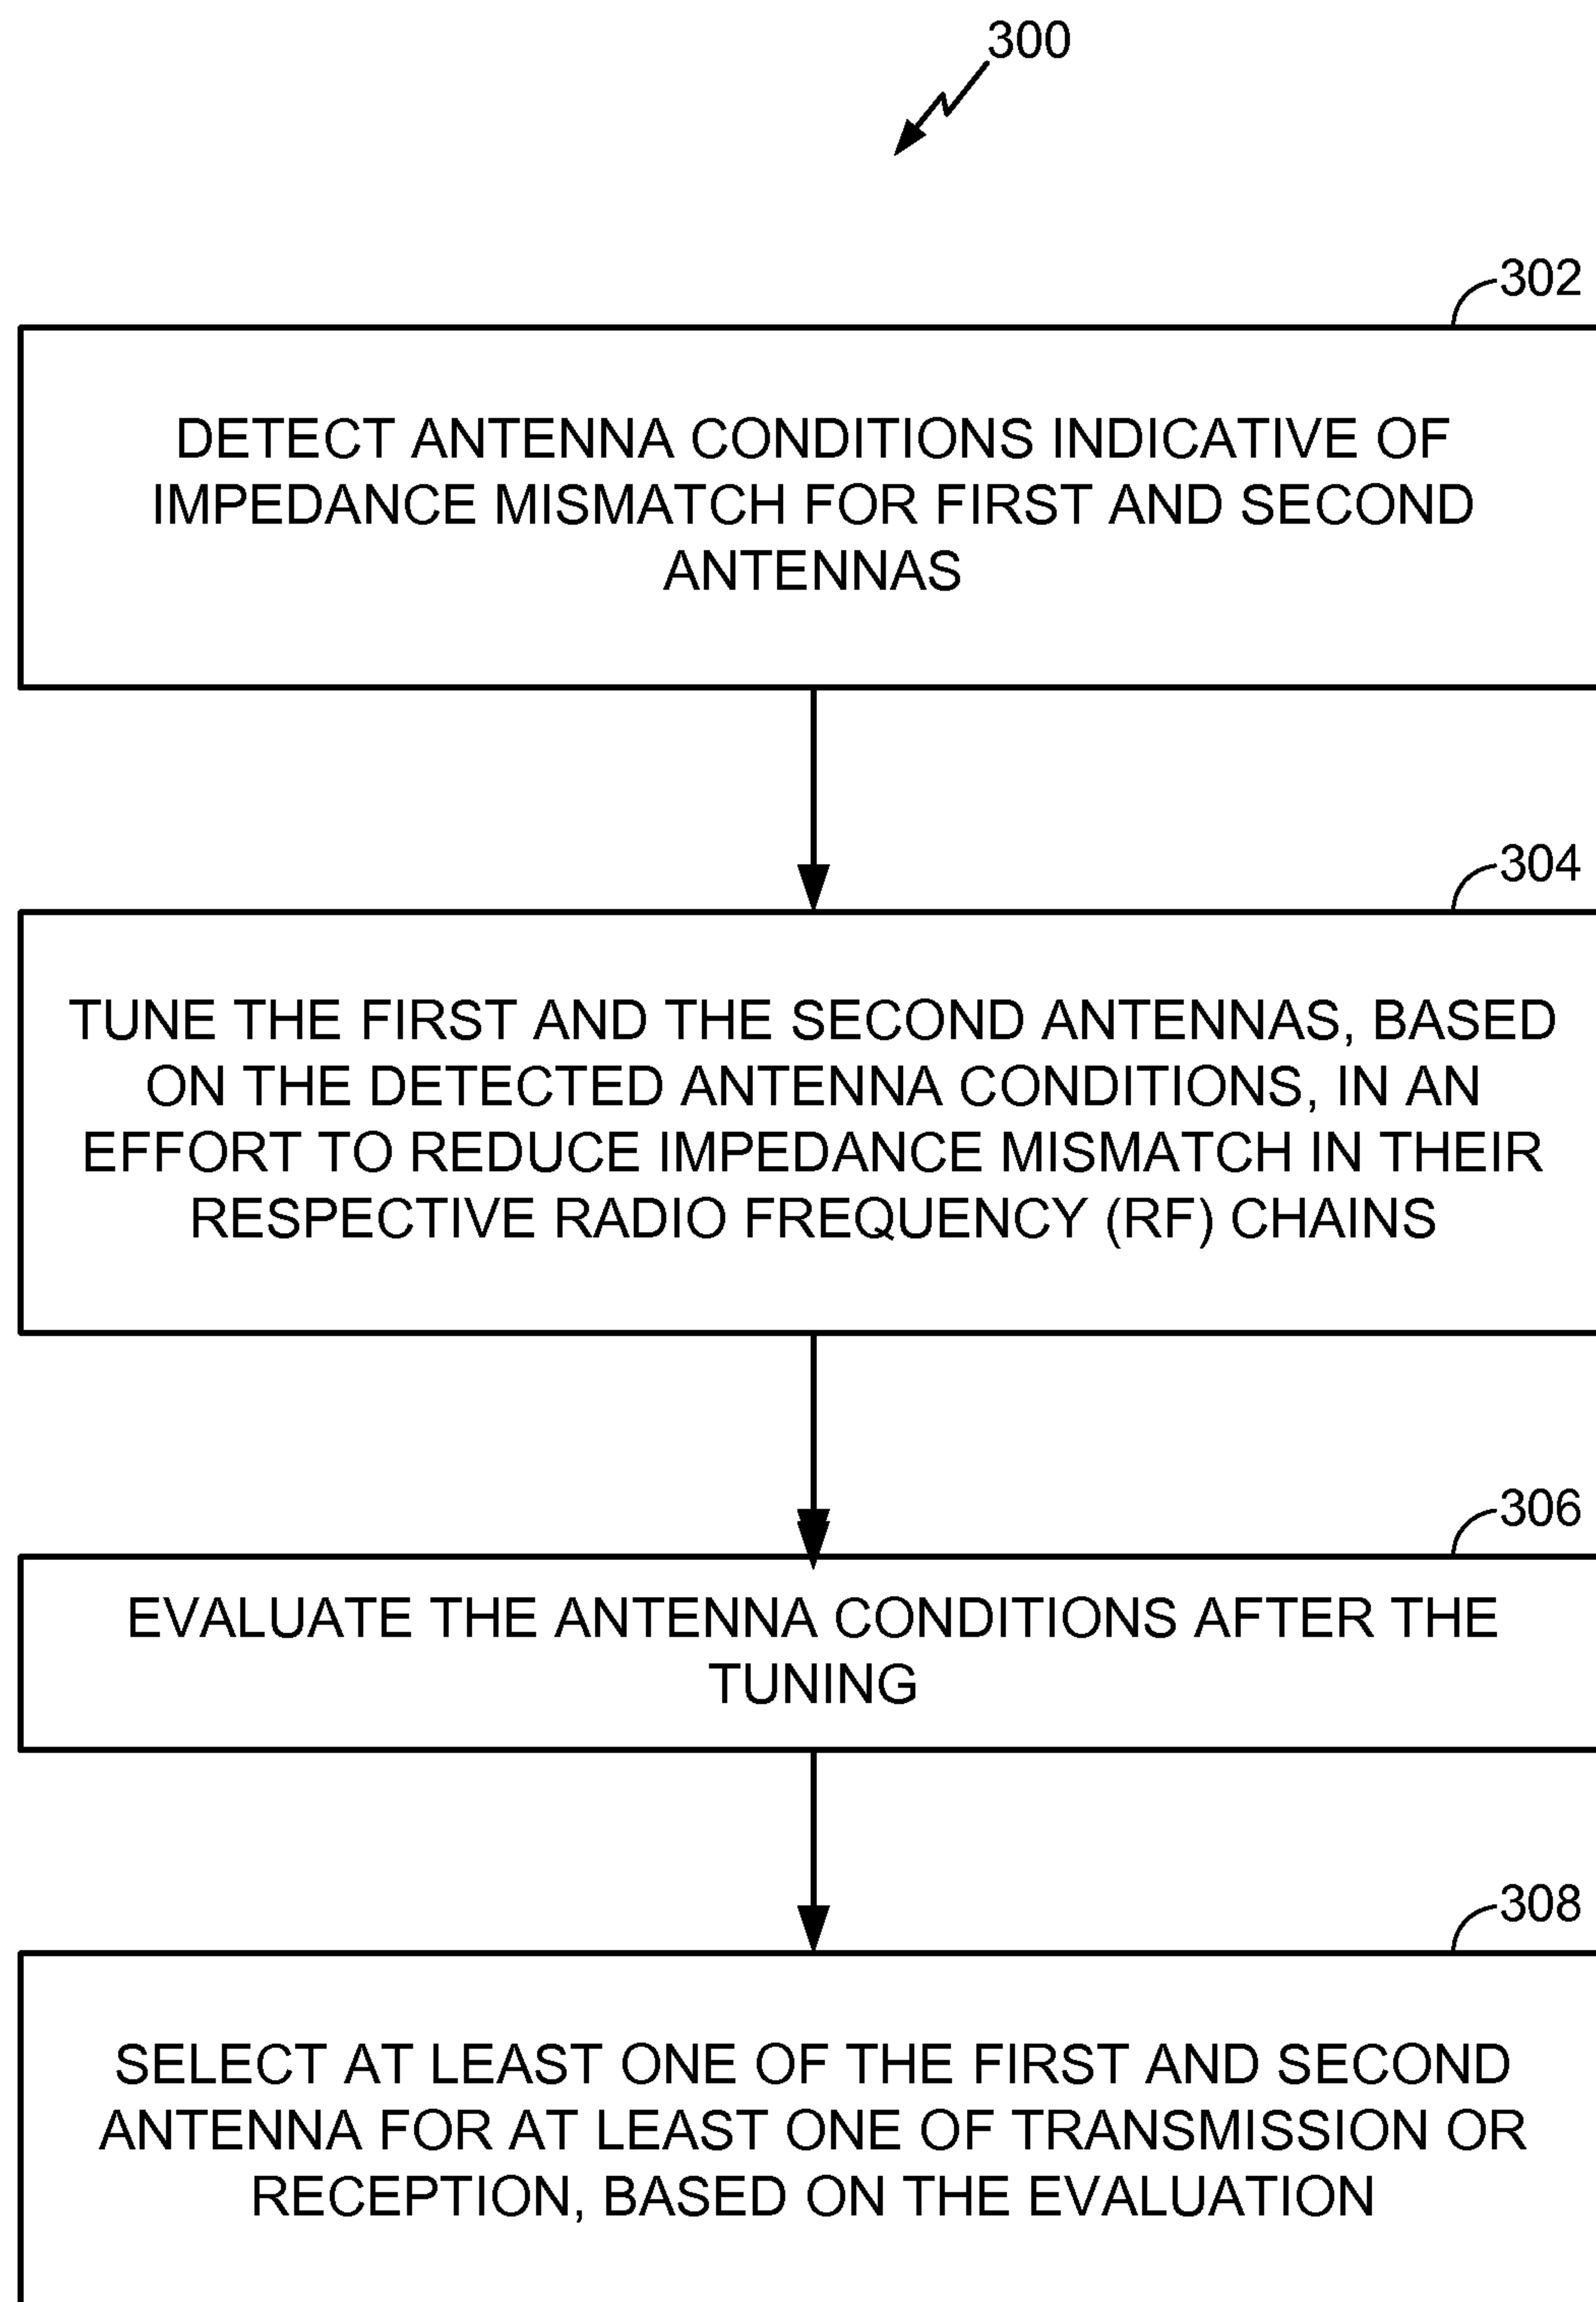 300
302
DETECT ANTENNA CONDITIONS INDICATIVE OF
IMPEDANCE MISMATCH FOR FIRST AND SECOND
ANTENNAS
304
TUNE THE FIRST AND THE SECOND ANTENNAS, BASED
ON THE DETECTED ANTENNA CONDITIONS, IN AN
EFFORT TO REDUCE IMPEDANCE MISMATCH IN THEIR
RESPECTIVE RADIO FREQUENCY (RF) CHAINS
306
EVALUATE THE ANTENNA CONDITIONS AFTER THE
TUNING
308
SELECT AT LEAST ONE OF THE FIRST AND SECOND
ANTENNA FOR AT LEAST ONE OF TRANSMISSION OR
RECEPTION, BASED ON THE EVALUATION